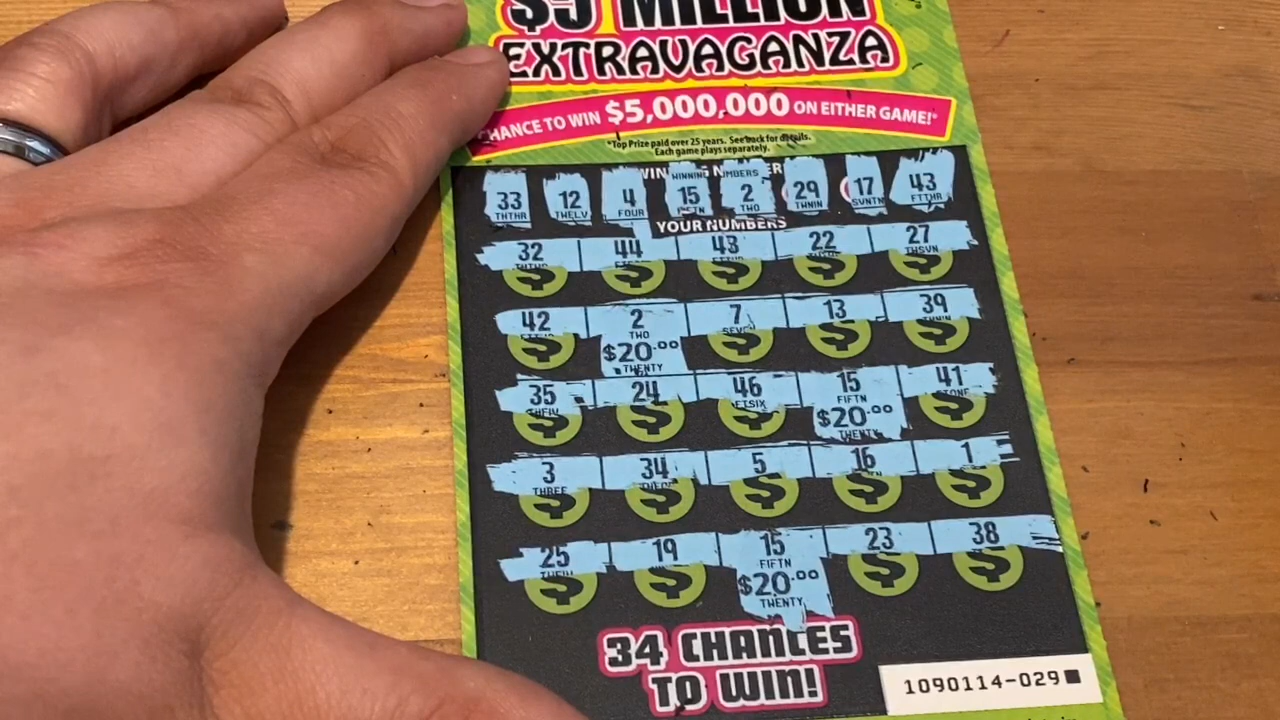 $5 MILLION
EXTRAVAGANZA
CHANCE TO WIN $5,000,000 ON EITHER GAME!*
*Top Prize paid over 25 years. See back for details.
Each game plays separately.
WINNING NUMBERS
33 12 4 15 2 29 17 43
THTHR TWELV FOUR TWO THNIN SVNTN FTTHR
YOUR NUMBERS
32 44 43 22 27
THSVN
42 2 7 13 39
TWO
$20.00
TWENTY
35 24 46 15 41
FTSIX FIFTN
$20.00
TWENTY
3 34 5 16 1
THREE
25 19 15 23 38
FIFTN
$20.00
TWENTY
34 CHANCES
TO WIN!
1090114-029